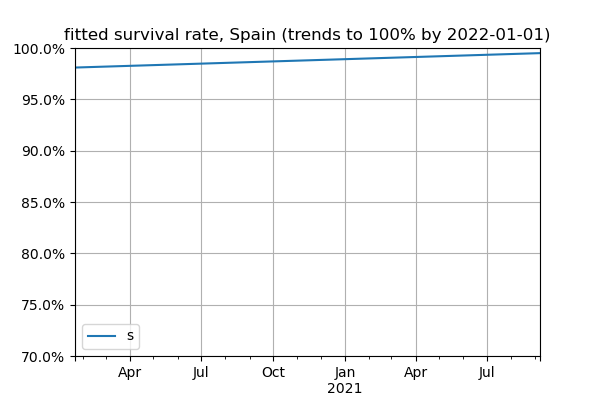 fitted survival rate, Spain (trends to 100% by 2022-01-01)
100.0%
95.0%
90.0%
85.0%
80.0%
75.0%
70.0%
s
Apr Jul Oct Jan Apr Jul
2021